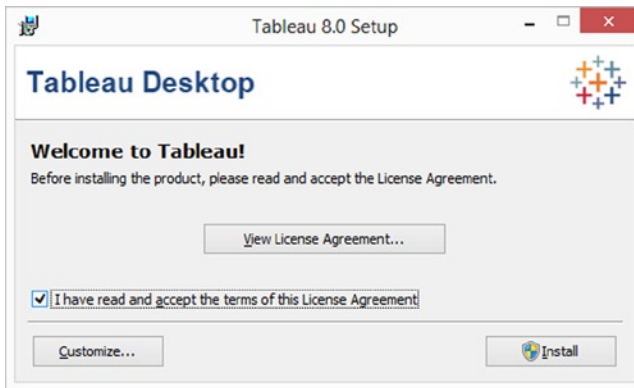 Tableau 8.0 Setup
Tableau Desktop
Welcome to Tableau!
Before installing the product, please read and accept the License Agreement.
View License Agreement...
I have read and accept the terms of this License Agreement
Customize...
Install